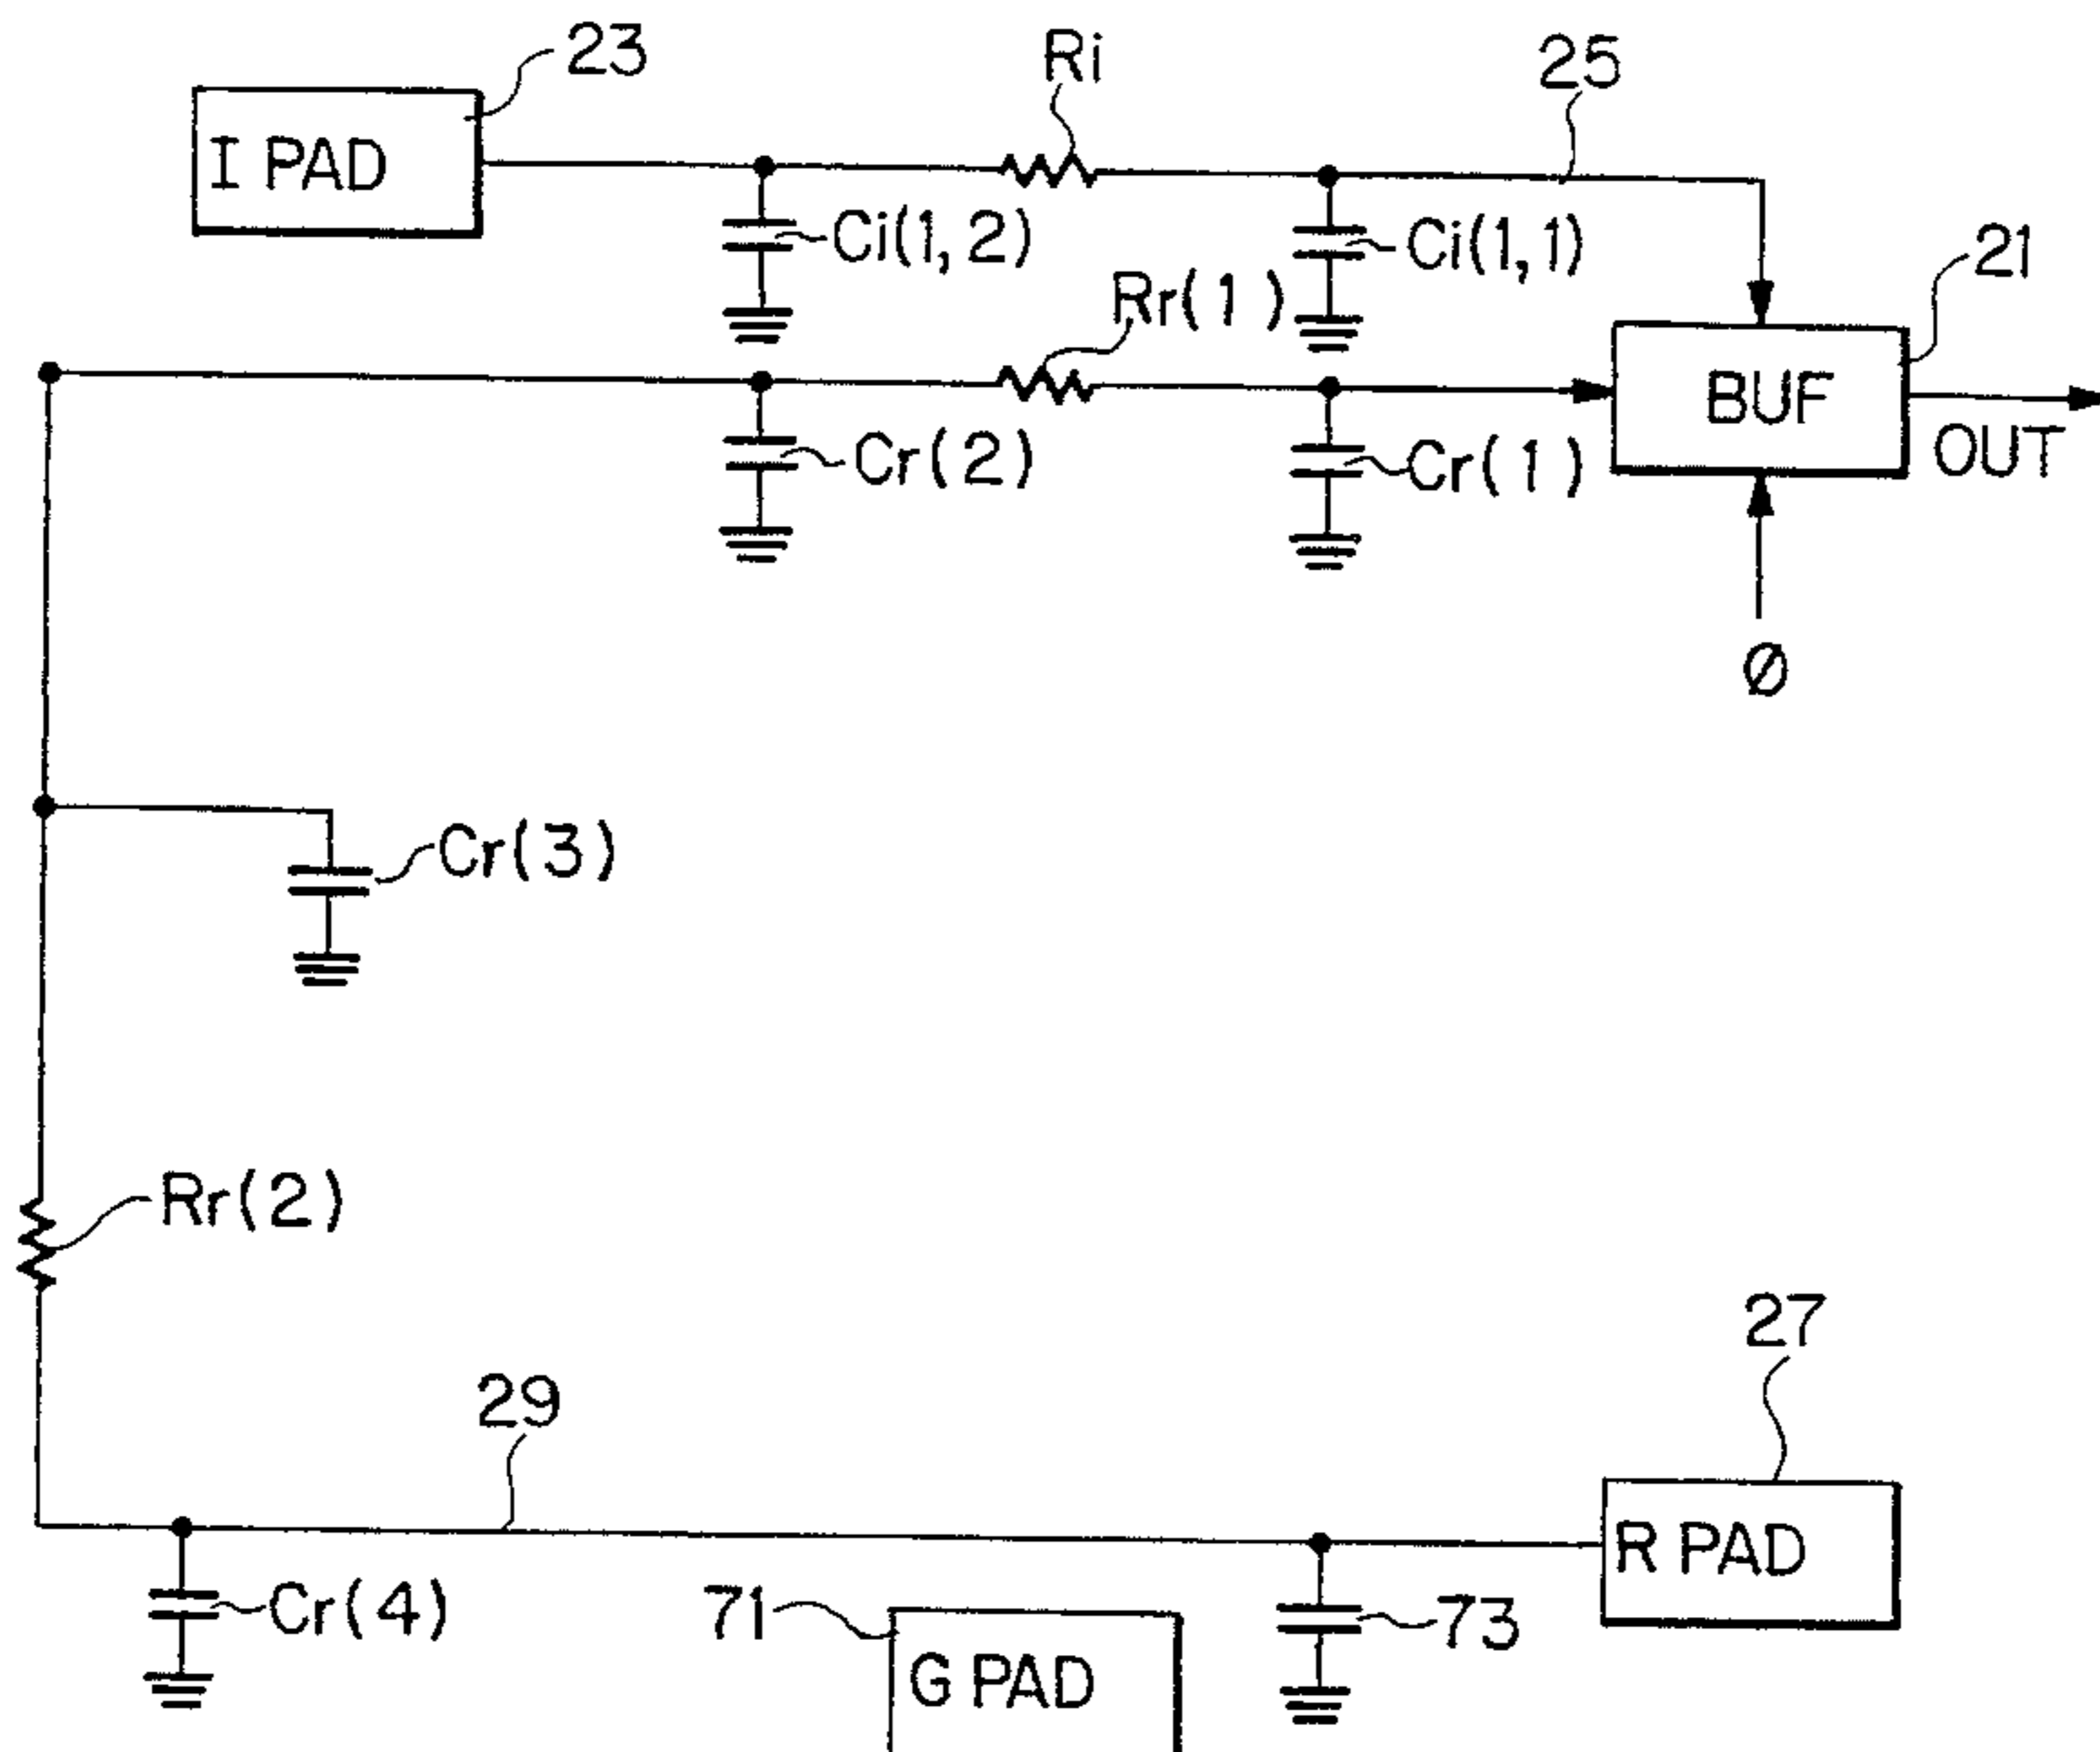 23
Ri
25
I PAD
Ci(1,2)
Ci(1,1)
21
Rr(1)
BUF
OUT
Cr(2)
Cr(1)
Ø
Cr(3)
Rr(2)
27
29
R PAD
Cr(4)
71
73
G PAD